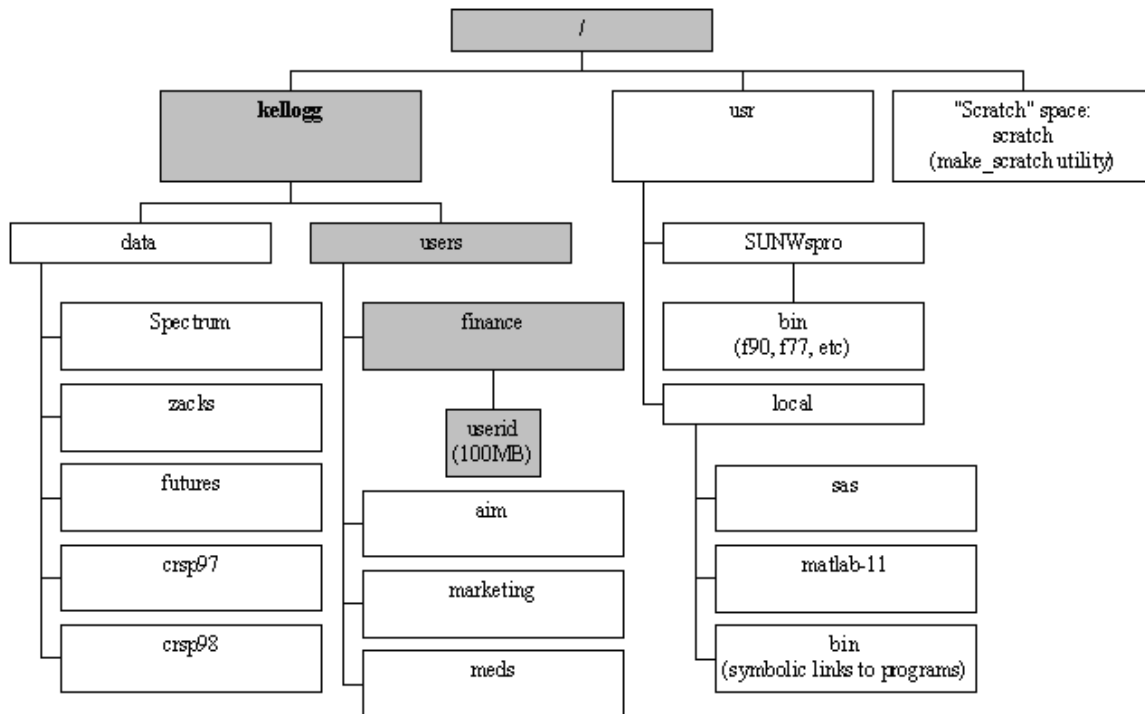 /
kellogg
usr
"Scratch" space:
scratch
(make_scratch utility)
data
users
SUNWspro
Spectrum
finance
bin
(f90, f77, etc)
zacks
userid
(100MB)
local
futures
aim
sas
crsp97
marketing
matlab-11
crsp98
meds
bin
(symbolic links to programs)